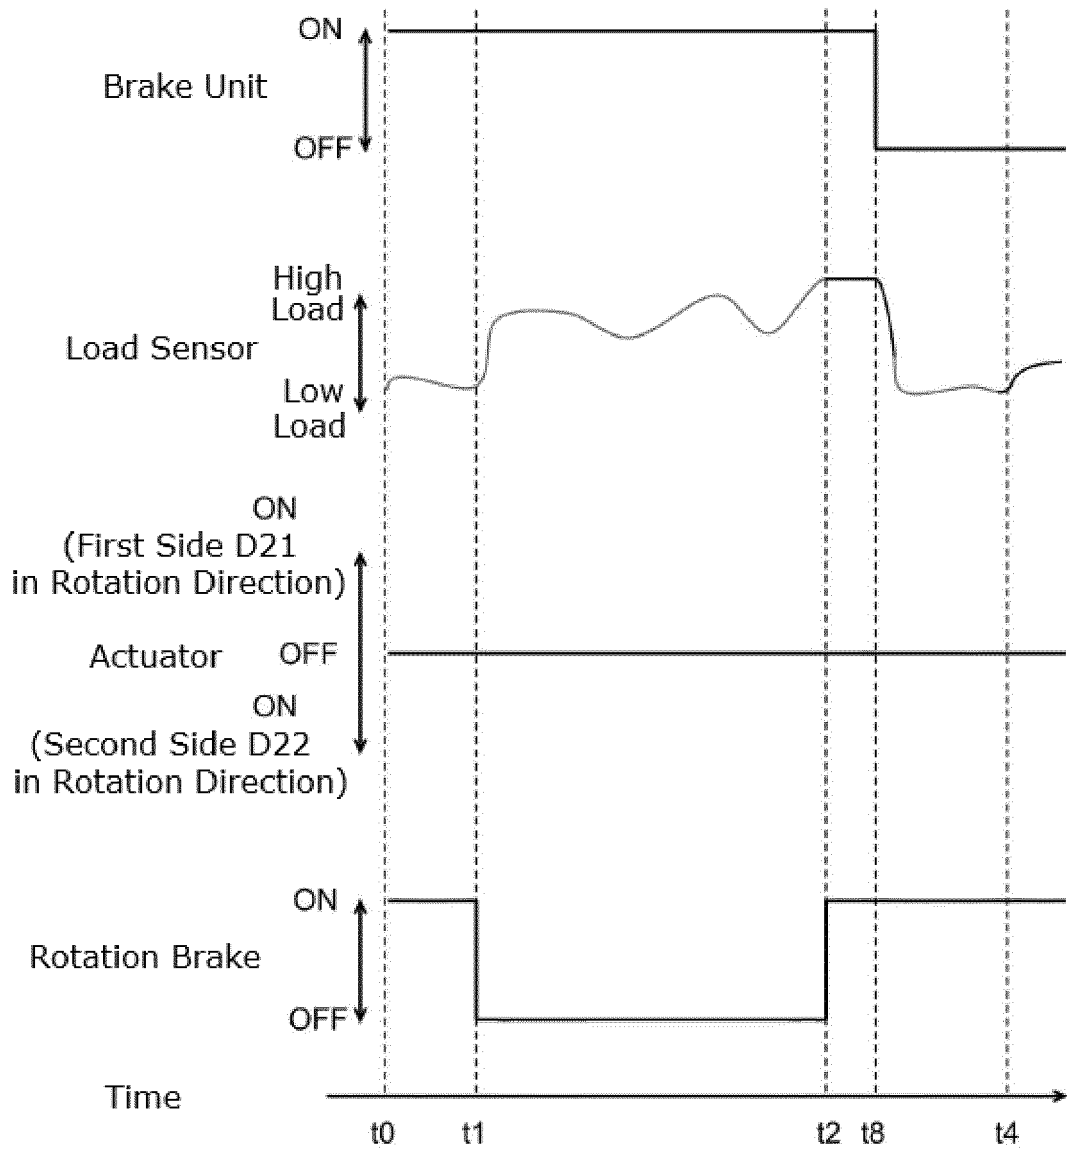 ON
Brake Unit
OFF
High
Load
Load Sensor
Low
Load
ON
(First Side D21
in Rotation Direction)
Actuator OFF
ON
(Second Side D22
in Rotation Direction)
ON
Rotation Brake
OFF
Time
t0 t1 t2 t8 t4